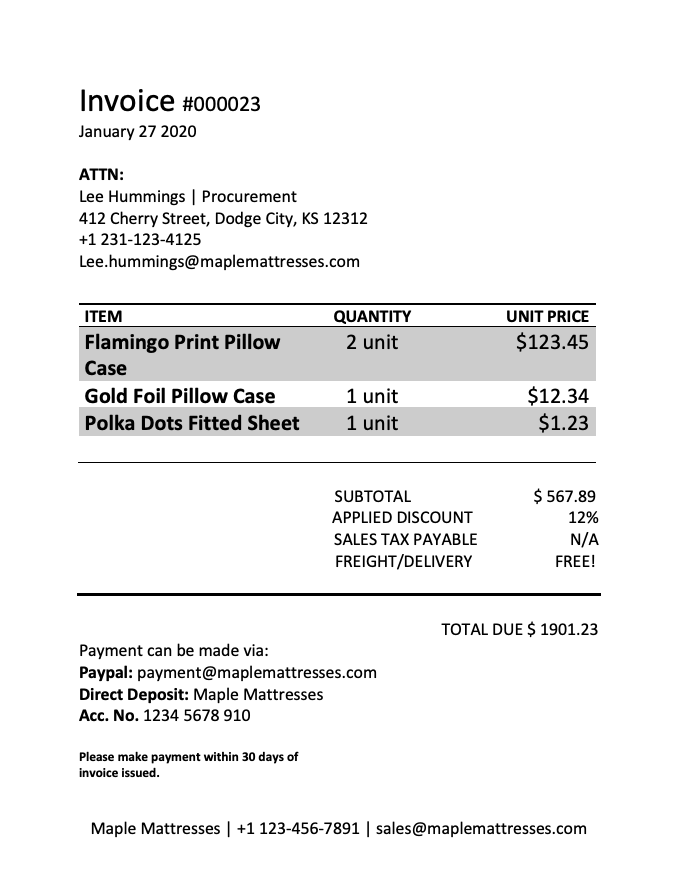 Invoice #000023
January 27 2020
ATTN:
Lee Hummings | Procurement
412 Cherry Street, Dodge City, KS 12312
+1 231-123-4125
Lee.hummings@maplemattresses.com
ITEM QUANTITY UNIT PRICE
Flamingo Print Pillow 2 unit $123.45
Case
Gold Foil Pillow Case 1 unit $12.34
Polka Dots Fitted Sheet 1 unit $1.23
SUBTOTAL $ 567.89
APPLIED DISCOUNT 12%
SALES TAX PAYABLE N/A
FREIGHT/DELIVERY FREE!
TOTAL DUE $ 1901.23
Payment can be made via:
Paypal: payment@maplemattresses.com
Direct Deposit: Maple Mattresses
Acc. No. 1234 5678 910
Please make payment within 30 days of
invoice issued.
Maple Mattresses | +1 123-456-7891 | sales@maplemattresses.com